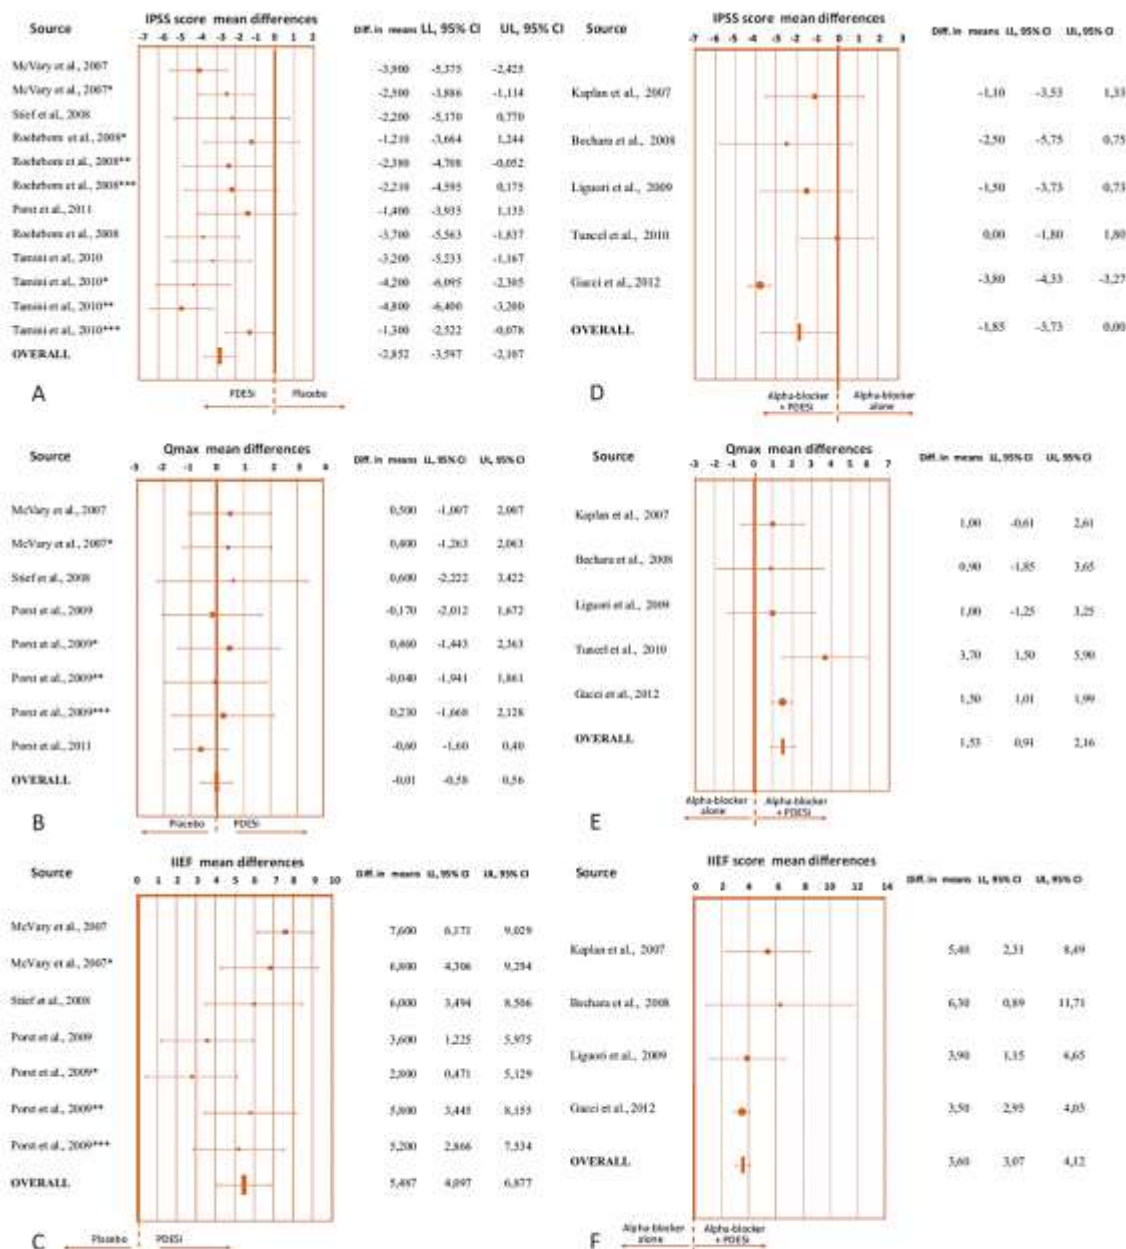 IPSS score mean differences
Source
-7 -6 -5 -4 -3 -2 -1 0 1 2
Diff. in means LL, 95% CI UL, 95% CI
McVary et al., 2007 -3,900 -5,375 -2,425
McVary et al., 2007* -2,500 -3,886 -1,114
Stief et al., 2008 -2,200 -5,170 0,770
Roehrborn et al., 2008* -1,210 -3,664 1,244
Roehrborn et al., 2008** -2,380 -4,708 -0,052
Roehrborn et al., 2008*** -2,210 -4,595 0,175
Porst et al., 2011 -1,400 -3,935 1,135
Roehrborn et al., 2008 -3,700 -5,563 -1,837
Tamini et al., 2010 -3,200 -5,233 -1,167
Tamini et al., 2010* -4,200 -6,095 -2,305
Tamini et al., 2010** -4,800 -6,400 -3,200
Tamini et al., 2010*** -1,300 -2,522 -0,078
OVERALL -2,852 -3,597 -2,107
A
PDE5i Placebo
IPSS score mean differences
Source
-6 -5 -4 -3 -2 -1 0 1 2 3
Diff. in means LL, 95% CI UL, 95% CI
Kaplan et al., 2007 -1,10 -3,53 1,33
Bechara et al., 2008 -2,50 -5,75 0,75
Liguori et al., 2009 -1,50 -3,73 0,73
Tuncel et al., 2010 0,00 -1,80 1,80
Gacci et al., 2012 -3,80 -4,33 -3,27
OVERALL -1,85 -3,73 0,00
D
Alpha-blocker + PDE5i
Alpha-blocker alone
Qmax mean differences
Source
-3 -2 -1 0 1 2 3 4
Diff. in means LL, 95% CI UL, 95% CI
McVary et al., 2007 0,500 -1,007 2,007
McVary et al., 2007* 0,400 -1,263 2,063
Stief et al., 2008 0,600 -2,222 3,422
Porst et al., 2009 -0,170 -2,012 1,672
Porst et al., 2009* 0,460 -1,443 2,363
Porst et al., 2009** -0,040 -1,941 1,861
Porst et al., 2009*** 0,230 -1,668 2,128
Porst et al., 2011 -0,60 -1,60 0,40
OVERALL -0,01 -0,58 0,56
B
Placebo PDE5i
Qmax mean differences
Source
-3 -2 -1 0 1 2 3 4 5 6 7
Diff. in means LL, 95% CI UL, 95% CI
Kaplan et al., 2007 1,00 -0,61 2,61
Bechara et al., 2008 0,90 -1,85 3,65
Liguori et al., 2009 1,00 -1,25 3,25
Tuncel et al., 2010 3,70 1,50 5,90
Gacci et al., 2012 1,50 1,01 1,99
OVERALL 1,53 0,91 2,16
E
Alpha-blocker alone
Alpha-blocker + PDE5i
IIEF mean differences
Source
0 1 2 3 4 5 6 7 8 9 10
Diff. in means LL, 95% CI UL, 95% CI
McVary et al., 2007 7,600 6,171 9,029
McVary et al., 2007* 6,800 4,306 9,294
Stief et al., 2008 6,000 3,494 8,506
Porst et al., 2009 3,600 1,225 5,975
Porst et al., 2009* 2,800 0,471 5,129
Porst et al., 2009** 5,800 3,445 8,155
Porst et al., 2009*** 5,200 2,866 7,534
OVERALL 5,487 4,097 6,877
C
Placebo PDE5i
IIEF score mean differences
Source
0 2 4 6 8 10 12 14
Diff. in means LL, 95% CI UL, 95% CI
Kaplan et al., 2007 5,40 2,31 8,49
Bechara et al., 2008 6,30 0,89 11,71
Liguori et al., 2009 3,90 1,15 6,65
Gacci et al., 2012 3,50 2,95 4,05
OVERALL 3,60 3,07 4,12
F
Alpha-blocker alone
Alpha-blocker + PDE5i